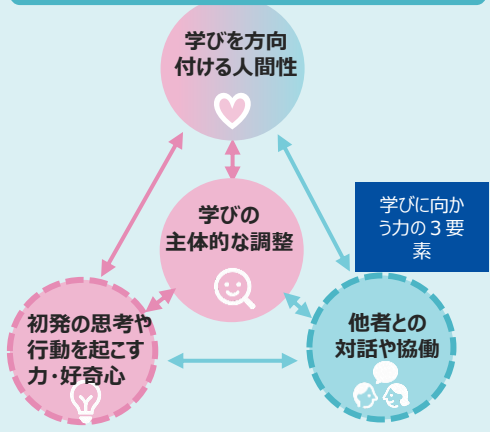 学びを方向
付ける人間性
学びの
主体的な調整
学びに向か
う力の３要
素
初発の思考や
行動を起こす
力・好奇心
他者との
対話や協働